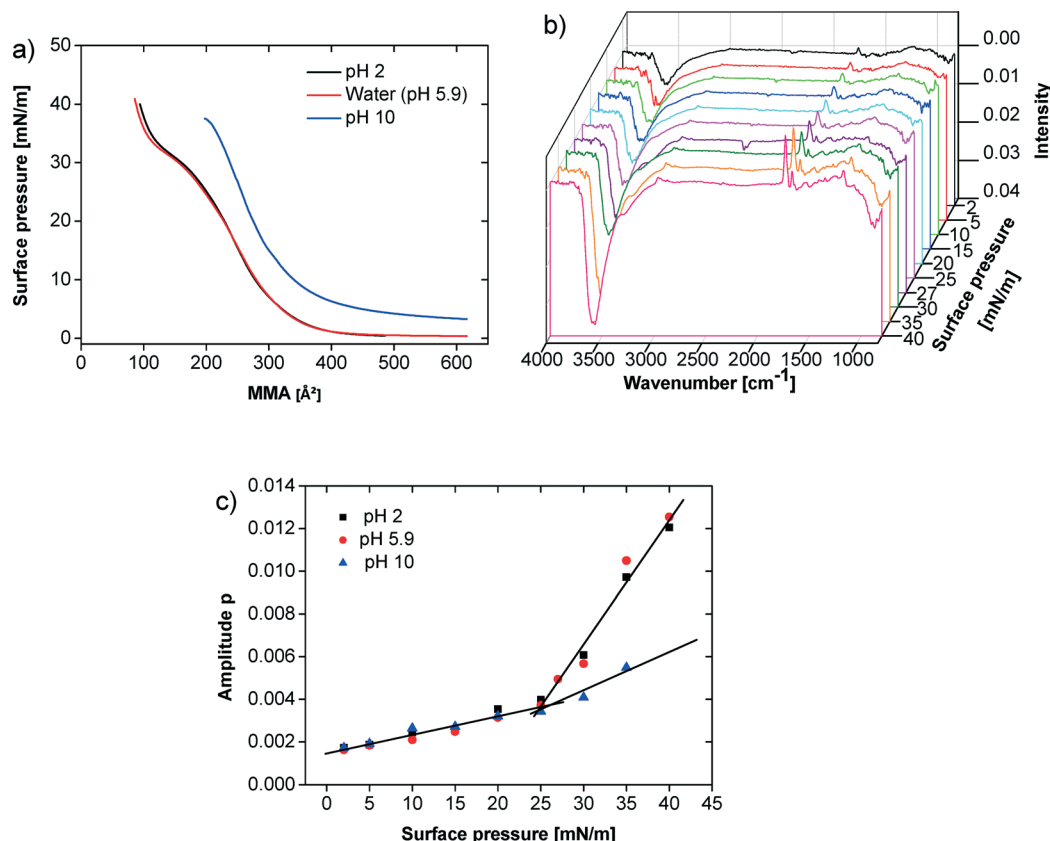 a)
50
40
30
20
10
0
Surface pressure [mN/m]
pH 2
Water (pH 5.9)
pH 10
0 100 200 300 400 500 600
MMA [Å²]
b)
0.00
0.01
0.02
0.03
0.04
Intensity
2
5
10
15
20
25
27
30
35
40
Surface pressure
[mN/m]
4000 3500 3000 2500 2000 1500 1000
Wavenumber [cm⁻¹]
c)
0.014
0.012
0.010
0.008
0.006
0.004
0.002
0.000
Amplitude p
pH 2
pH 5.9
pH 10
0 5 10 15 20 25 30 35 40 45
Surface pressure [mN/m]